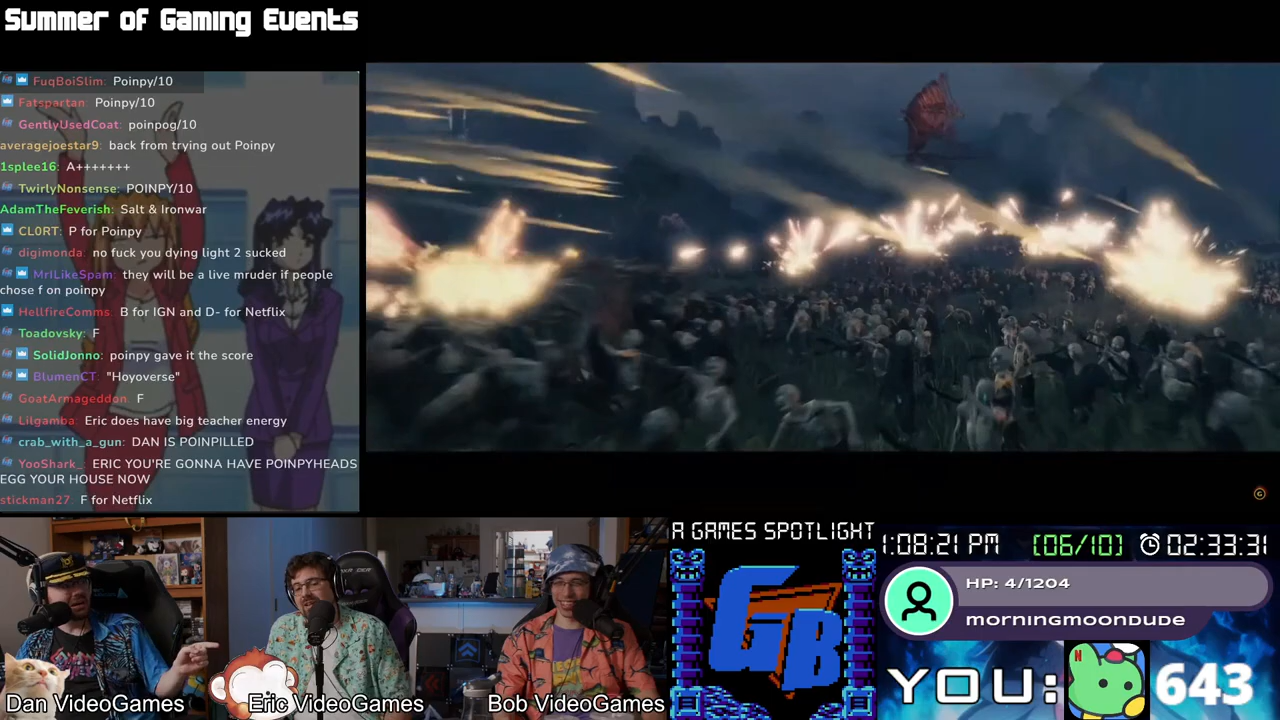 Summer of Gaming Events
FuqBoiSlim: Poinpy/10
Fatspartan: Poinpy/10
GentlyUsedCoat: poinpog/10
averagejoestar9: back from trying out Poinpy
1splee16: A+++++++
TwirlyNonsense: POINPY/10
AdamTheFeverish: Salt & Ironwar
CL0RT: P for Poinpy
digimonda: no fuck you dying light 2 sucked
MrILikeSpam: they will be a live mruder if people
chose f on poinpy
HellfireComms: B for IGN and D- for Netflix
Toadovsky: F
SolidJonno: poinpy gave it the score
BlumenCT: "Hoyoverse"
GoatArmageddon: F
Lilgamba: Eric does have big teacher energy
crab_with_a_gun: DAN IS POINPILLED
YooShark_: ERIC YOU'RE GONNA HAVE POINPYHEADS
EGG YOUR HOUSE NOW
stickman27: F for Netflix
G
A GAMES SPOTLIGHT
GB
1:08:21 PM [06/10] 02:33:31
HP: 4/1204
morningmoondude
YOU: 643
N
Dan VideoGames
Eric VideoGames
Bob VideoGames